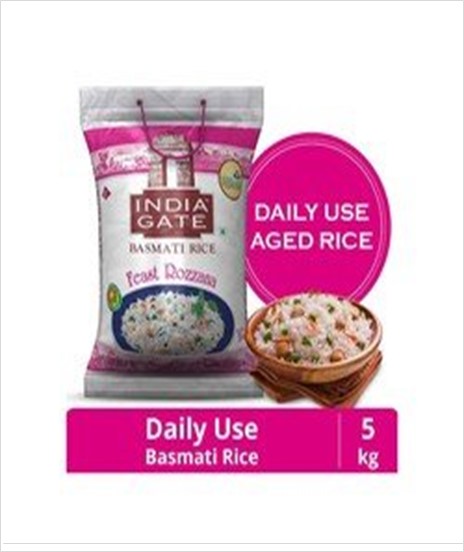 INDIA
GATE
BASMATI RICE
Feast Rozzana
DAILY USE
AGED RICE
Daily Use
Basmati Rice
5
kg